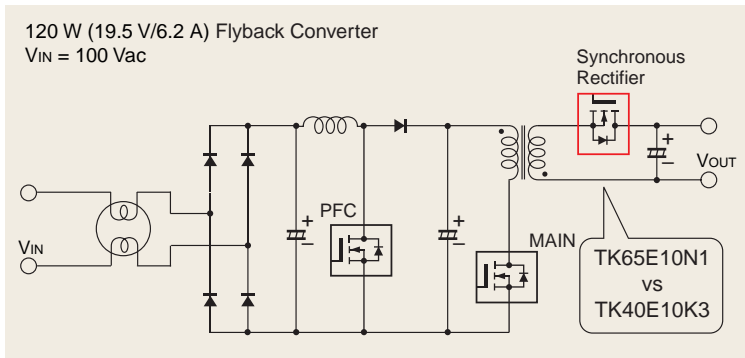 120 W (19.5 V/6.2 A) Flyback Converter
VIN = 100 Vac
Synchronous
Rectifier
+
−
VOUT
PFC
+
−
+
−
MAIN
VIN
TK65E10N1
vs
TK40E10K3